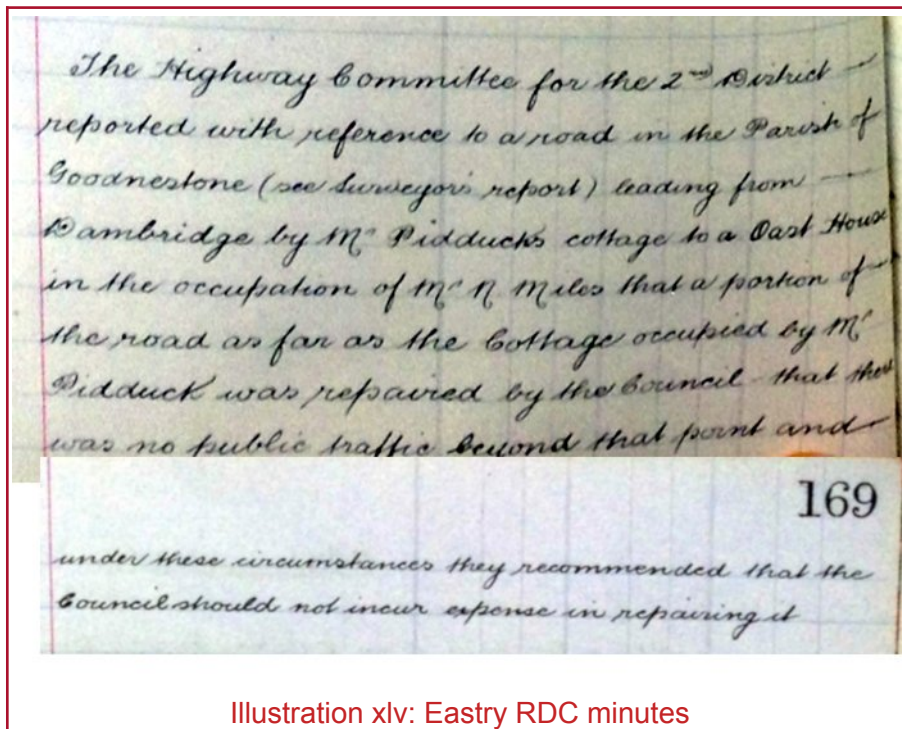 The Highway Committee for the 2nd District
reported with reference to a road in the Parish of
Goodnestone (see Surveyor's report) leading from
Dambridge by Mr Pidduck's cottage to a Oast House
in the occupation of Mr N. Miles that a portion of
the road as far as the Cottage occupied by Mr
Pidduck was repaired by the Council that there
was no public traffic beyond that point and
169
under these circumstances they recommended that the
Council should not incur expense in repairing it
Illustration xlv: Eastry RDC minutes